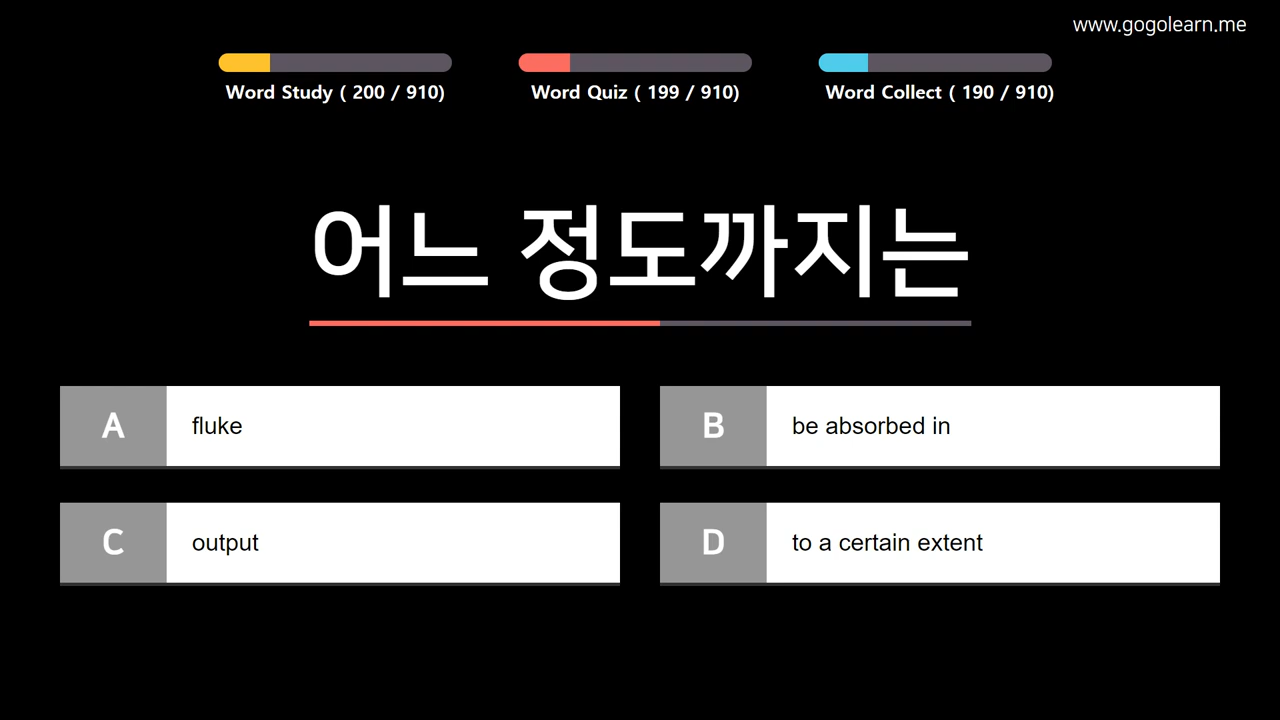 www.gogolearn.me
Word Study ( 200 / 910)
Word Quiz ( 199 / 910)
Word Collect ( 190 / 910)
어느 정도까지는
A
fluke
B
be absorbed in
C
output
D
to a certain extent